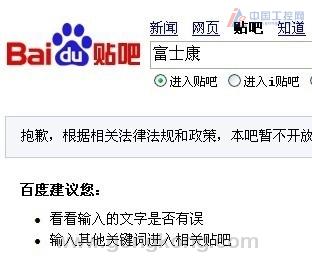 中国工控网
新闻 网页 贴吧 知道
Bai du 贴吧
富士康
进入贴吧 进入i贴吧
抱歉，根据相关法律法规和政策，本吧暂不开放
百度建议您：
看看输入的文字是否有误
输入其他关键词进入相关贴吧